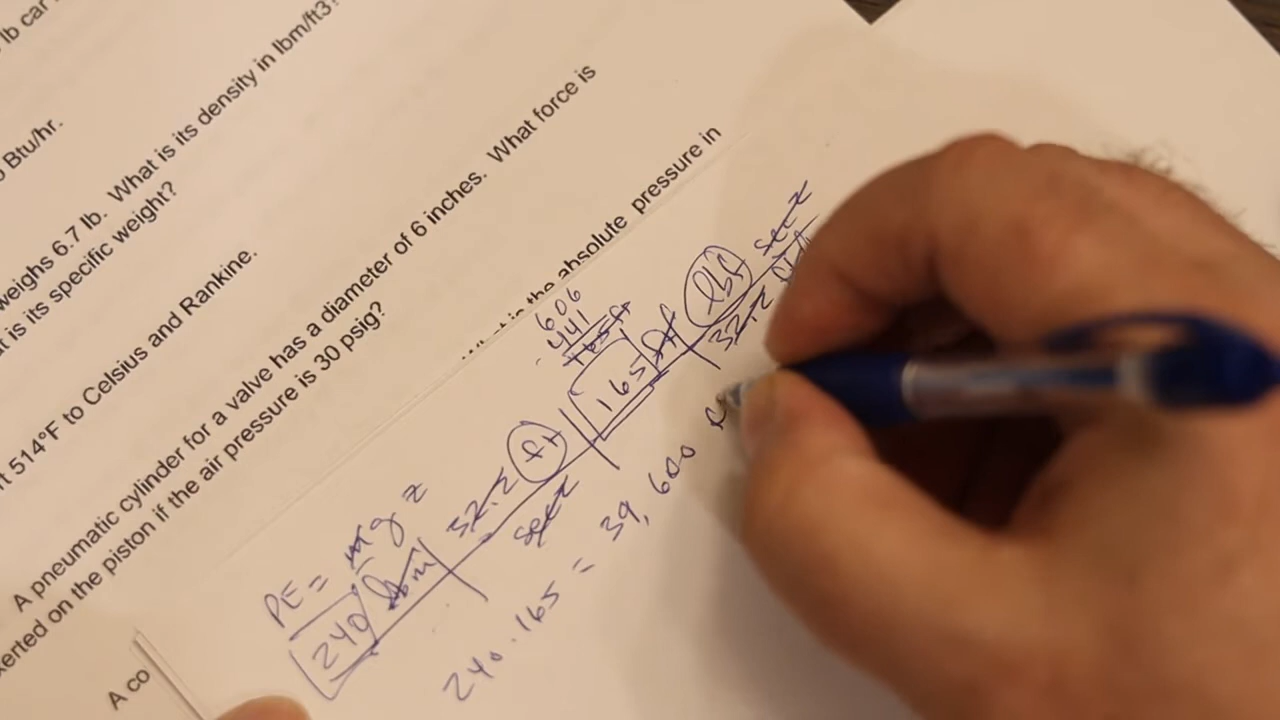 lb car
Btu/hr.
weighs 6.7 lb. What is its density in lbm/ft3?
is its specific weight?
514°F to Celsius and Rankine.
A pneumatic cylinder for a valve has a diameter of 6 inches. What force is
exerted on the piston if the air pressure is 30 psig?
is the absolute pressure in
A co
606
441
165 ft
PE = mgz
240 lbm 32.2 ft 165 ft lbf sec2
sec2 32.2
240 · 165 = 39,600